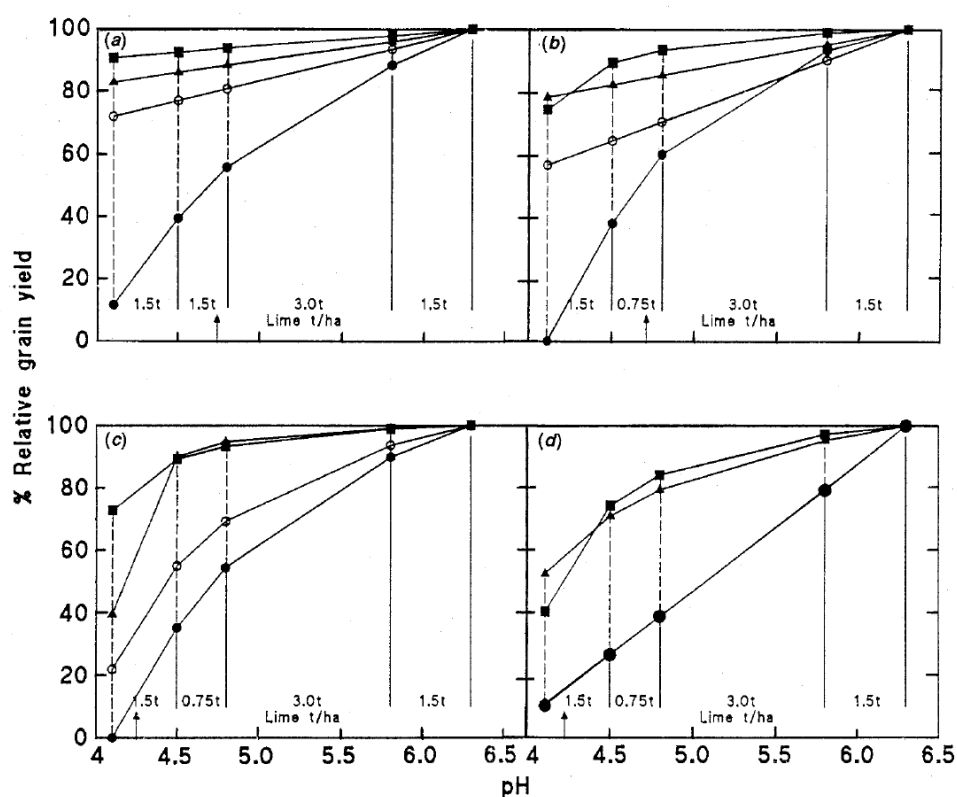 % Relative grain yield
100
80
60
40
20
0
(a)
1.5t 1.5t 3.0t 1.5t
Lime t/ha
(b)
1.5t 0.75t 3.0t 1.5t
Lime t/ha
100
80
60
40
20
0
(c)
1.5t 0.75t 3.0t 1.5t
Lime t/ha
(d)
1.5t 0.75t 3.0t 1.5t
Lime t/ha
4 4.5 5.0 5.5 6.0 4 4.5 5.0 5.5 6.0 6.5
pH